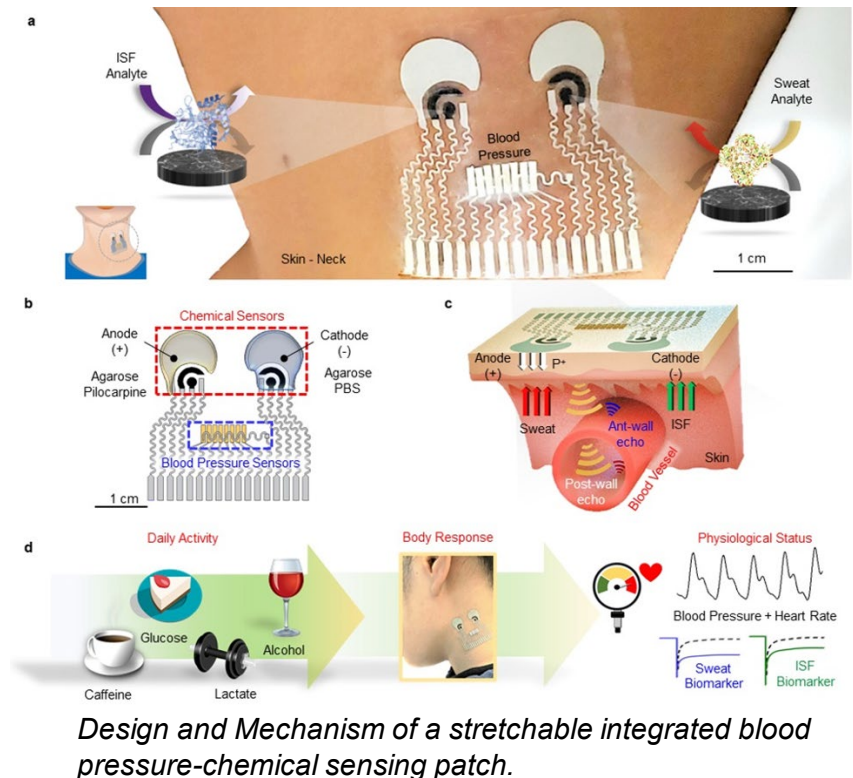 a
ISF
Analyte
Sweat
Analyte
Blood
Pressure
Skin - Neck
1 cm
b
Chemical Sensors
Anode
(+)
Cathode
(-)
Agarose
Pilocarpine
Agarose
PBS
Blood Pressure Sensors
1 cm
c
Anode
(+)
P⁺
Cathode
(-)
Sweat
Ant-wall
echo
ISF
Post-wall
echo
Blood Vessel
Skin
d
Daily Activity
Body Response
Physiological Status
Glucose
Alcohol
Caffeine
Lactate
Blood Pressure + Heart Rate
Sweat
Biomarker
ISF
Biomarker
Design and Mechanism of a stretchable integrated blood
pressure-chemical sensing patch.